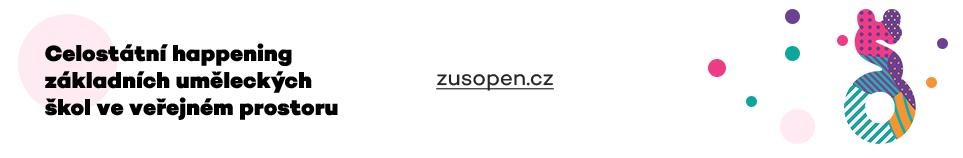 Celostátní happening
základních uměleckých
škol ve veřejném prostoru
zusopen.cz